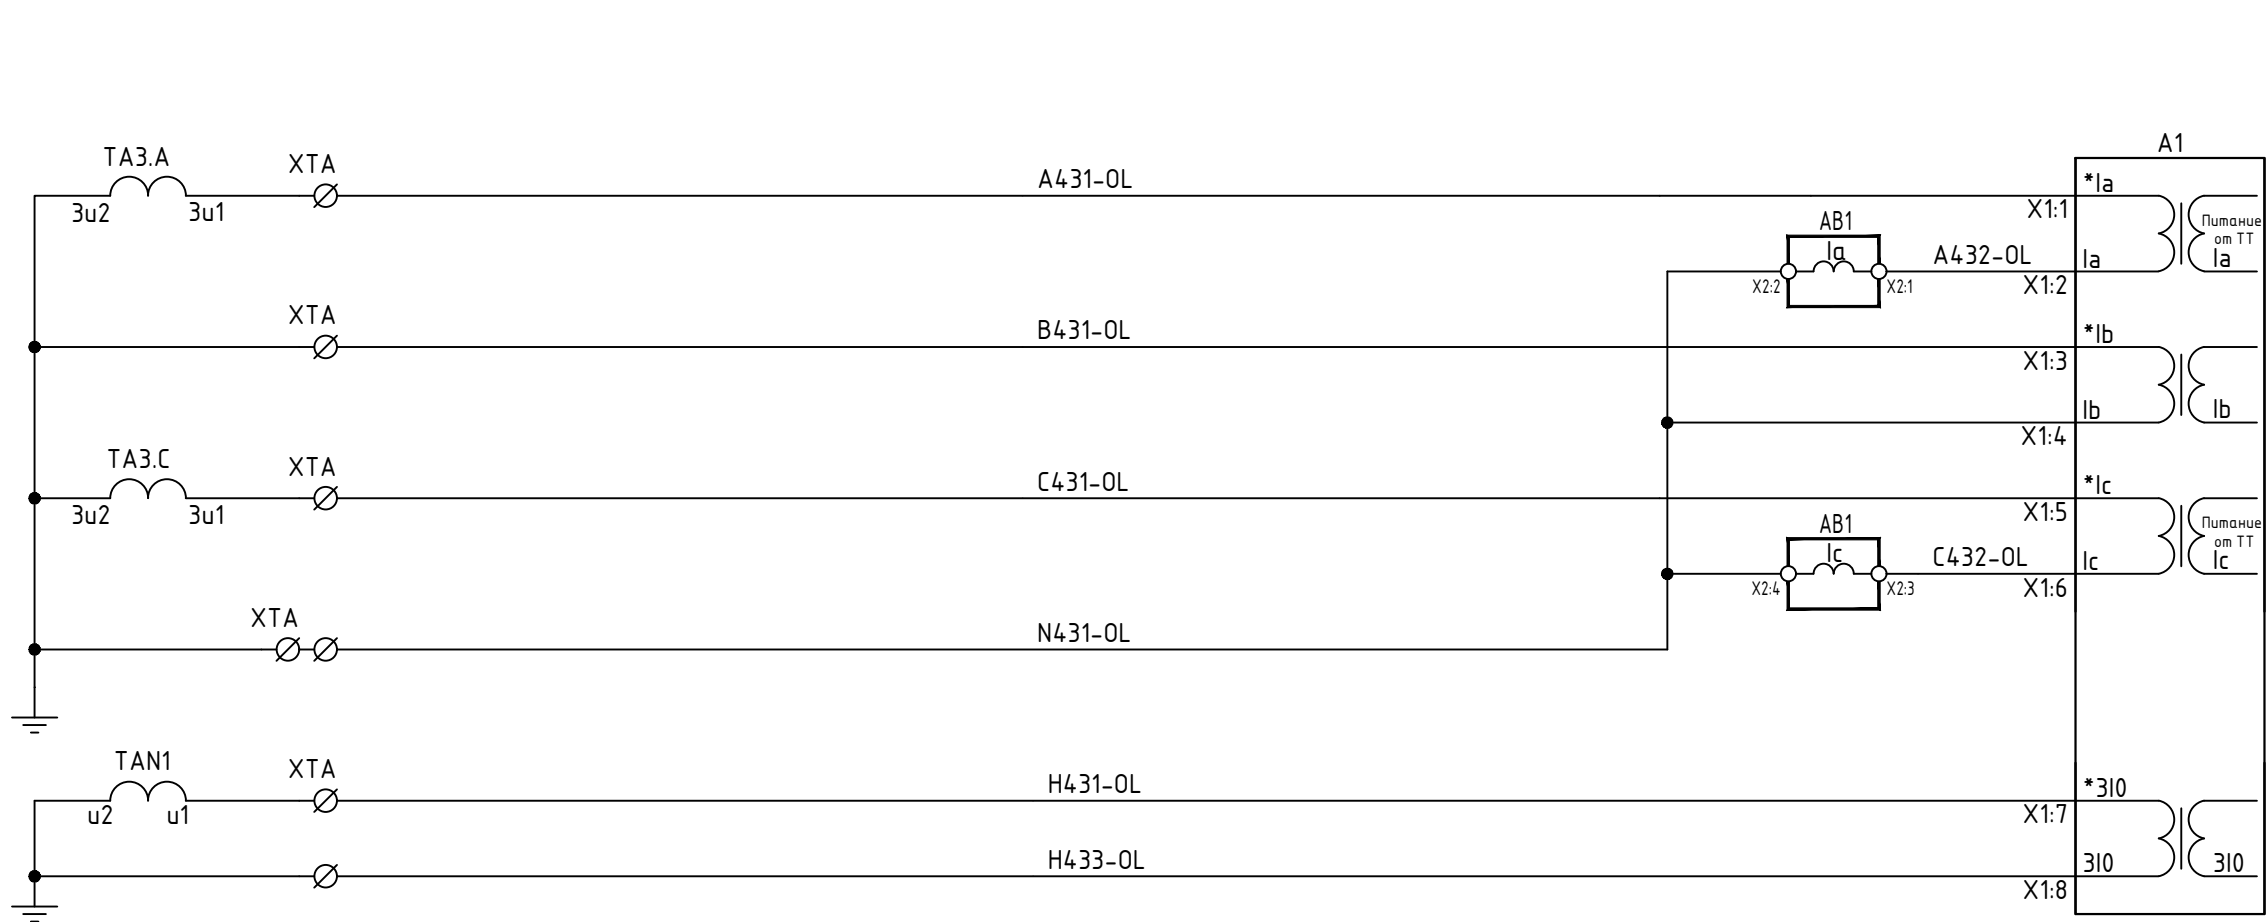 A1
TA3.A
XTA
A431-0L
*Ia
3u2
3u1
X1:1
AB1
Питание
от ТТ
Ia
A432-0L
Ia
Ia
X2:2
X2:1
X1:2
XTA
B431-0L
*Ib
X1:3
Ib
Ib
X1:4
TA3.C
XTA
C431-0L
*Ic
3u2
3u1
X1:5
AB1
Питание
от ТТ
Ic
C432-0L
Ic
Ic
X2:4
X2:3
X1:6
XTA
N431-0L
TAN1
XTA
H431-0L
*3I0
u2
u1
X1:7
H433-0L
3I0
3I0
X1:8